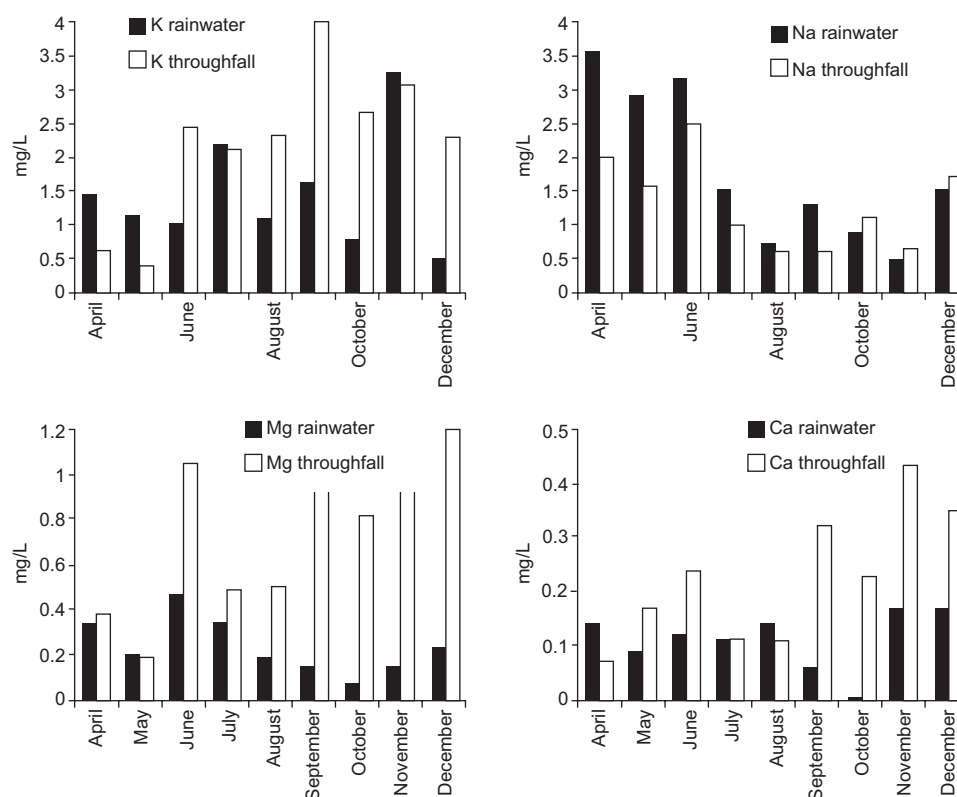 4
3.5
3
2.5
2
1.5
1
0.5
0
mg/L
K rainwater
K throughfall
April
June
August
October
December
4
3.5
3
2.5
2
1.5
1
0.5
0
mg/L
Na rainwater
Na throughfall
April
June
August
October
December
1.2
1
0.8
0.6
0.4
0.2
0
mg/L
Mg rainwater
Mg throughfall
April
May
June
July
August
September
October
November
December
0.5
0.4
0.3
0.2
0.1
0
mg/L
Ca rainwater
Ca throughfall
April
May
June
July
August
September
October
November
December